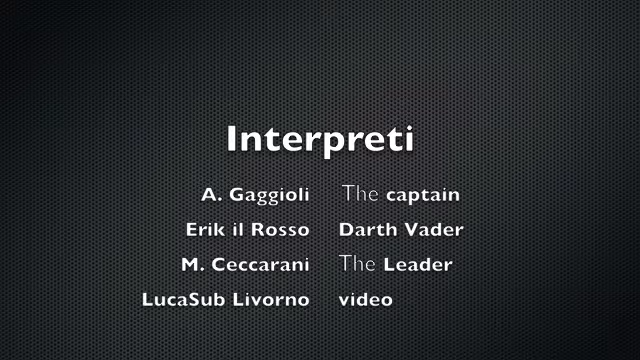 Interpreti
A. Gaggioli The captain
Erik il Rosso Darth Vader
M. Ceccarani The Leader
LucaSub Livorno video